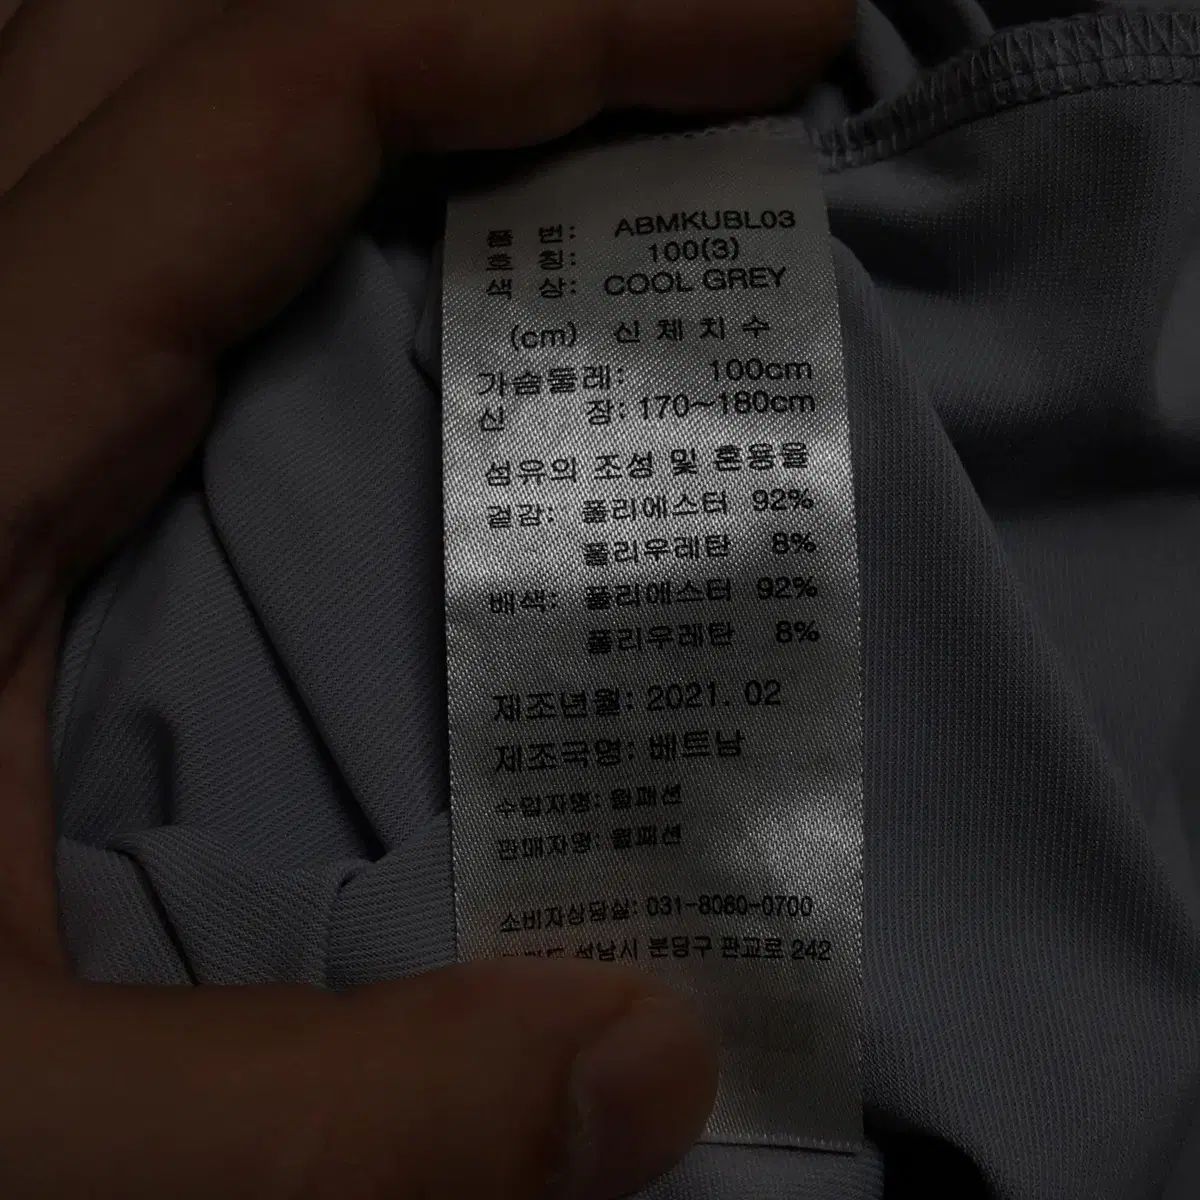 품 번: ABMKUBL03
호 칭: 100(3)
색 상: COOL GREY
(cm) 신체치수
가슴둘레: 100cm
신 장: 170~180cm
섬유의 조성 및 혼용율
겉감: 폴리에스터 92%
폴리우레탄 8%
배색: 폴리에스터 92%
폴리우레탄 8%
제조년월: 2021. 02
제조국명: 베트남
수입자명: 월패션
판매자명: 월패션
소비자상담실: 031-8060-0700
성남시 분당구 판교로 242